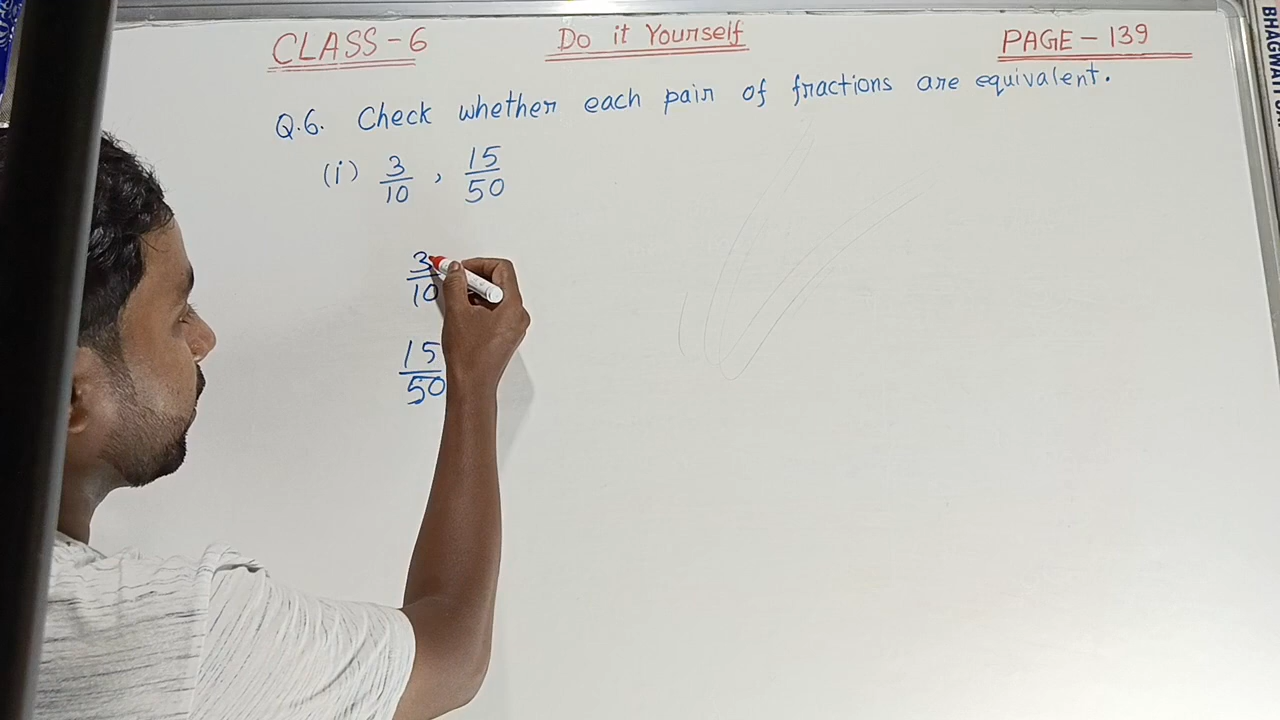 CLASS-6 Do it Yourself PAGE-139
Q.6. Check whether each pair of fractions are equivalent.
(i) 3/10 , 15/50
3/10
15/50